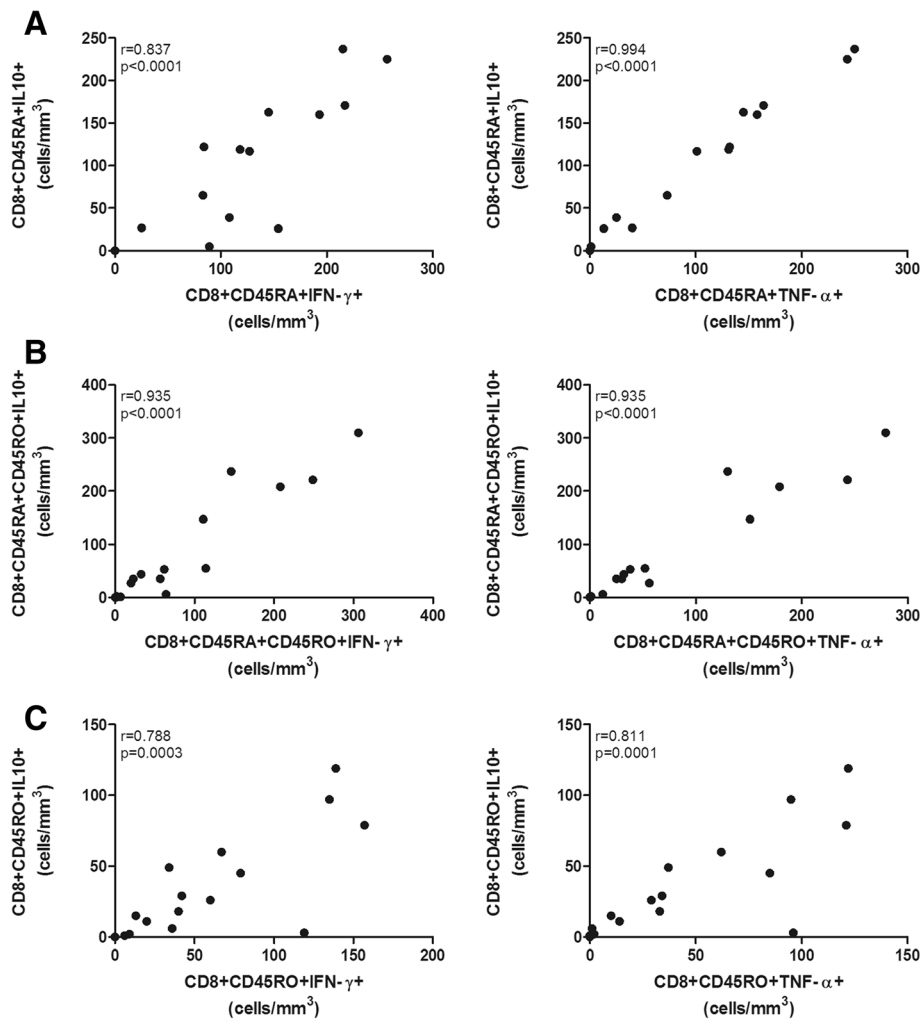 A
CD8+CD45RA+IL10+
(cells/mm³)
250
200
150
100
50
0
r=0.837
p<0.0001
0 100 200 300
CD8+CD45RA+IFN-γ+
(cells/mm³)
CD8+CD45RA+IL10+
(cells/mm³)
250
200
150
100
50
0
r=0.994
p<0.0001
0 100 200 300
CD8+CD45RA+TNF-α+
(cells/mm³)
B
CD8+CD45RA+CD45RO+IL10+
(cells/mm³)
400
300
200
100
0
r=0.935
p<0.0001
0 100 200 300 400
CD8+CD45RA+CD45RO+IFN-γ+
(cells/mm³)
CD8+CD45RA+CD45RO+IL10+
(cells/mm³)
400
300
200
100
0
r=0.935
p<0.0001
0 100 200 300
CD8+CD45RA+CD45RO+TNF-α+
(cells/mm³)
C
CD8+CD45RO+IL10+
(cells/mm³)
150
100
50
0
r=0.788
p=0.0003
0 50 100 150 200
CD8+CD45RO+IFN-γ+
(cells/mm³)
CD8+CD45RO+IL10+
(cells/mm³)
150
100
50
0
r=0.811
p=0.0001
0 50 100 150
CD8+CD45RO+TNF-α+
(cells/mm³)